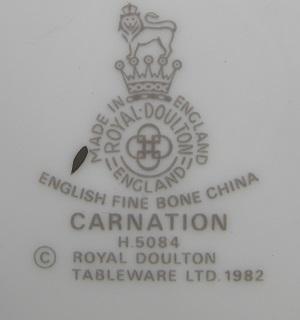 MADE IN ENGLAND
ROYAL·DOULTON
ENGLAND
ENGLISH FINE BONE CHINA
CARNATION
H.5084
© ROYAL DOULTON
TABLEWARE LTD.1982